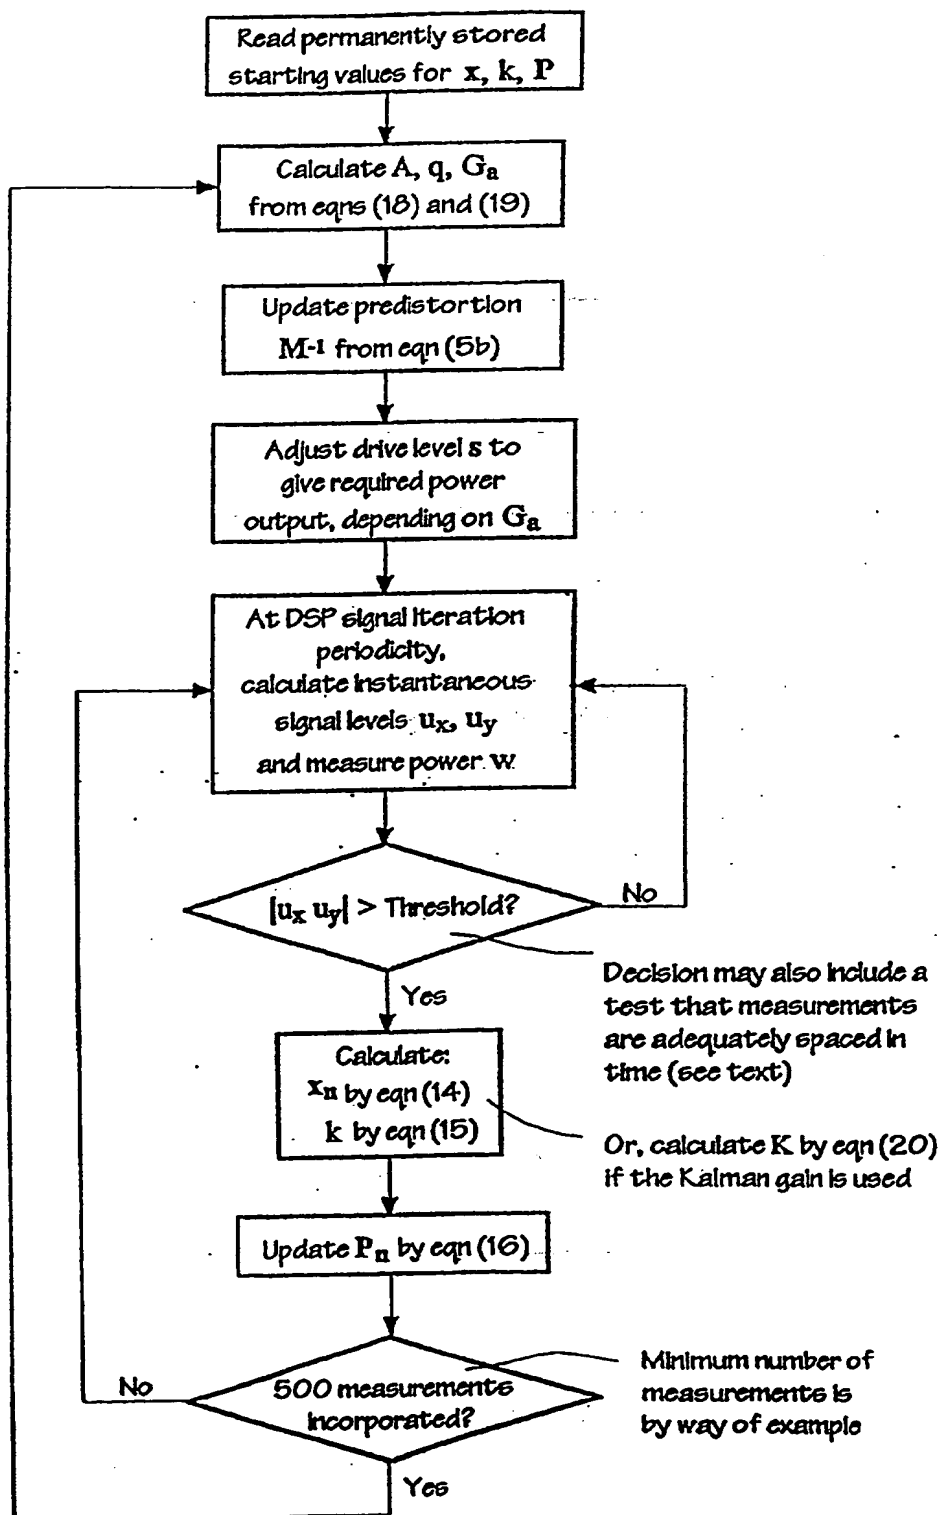 Read permanently stored
starting values for x, k, P
Calculate A, q, Ga
from eqns (18) and (19)
Update predistortion
M-1 from eqn (5b)
Adjust drive level s to
give required power
output, depending on Ga
At DSP signal iteration
periodicity,
calculate instantaneous
signal levels ux, uy
and measure power w
|ux uy| > Threshold?
No
Decision may also include a
test that measurements
are adequately spaced in
time (see text)
Yes
Calculate:
xn by eqn (14)
k by eqn (15)
Or, calculate K by eqn (20)
if the Kalman gain is used
Update Pn by eqn (16)
Minimum number of
measurements is
by way of example
No
500 measurements
incorporated?
Yes